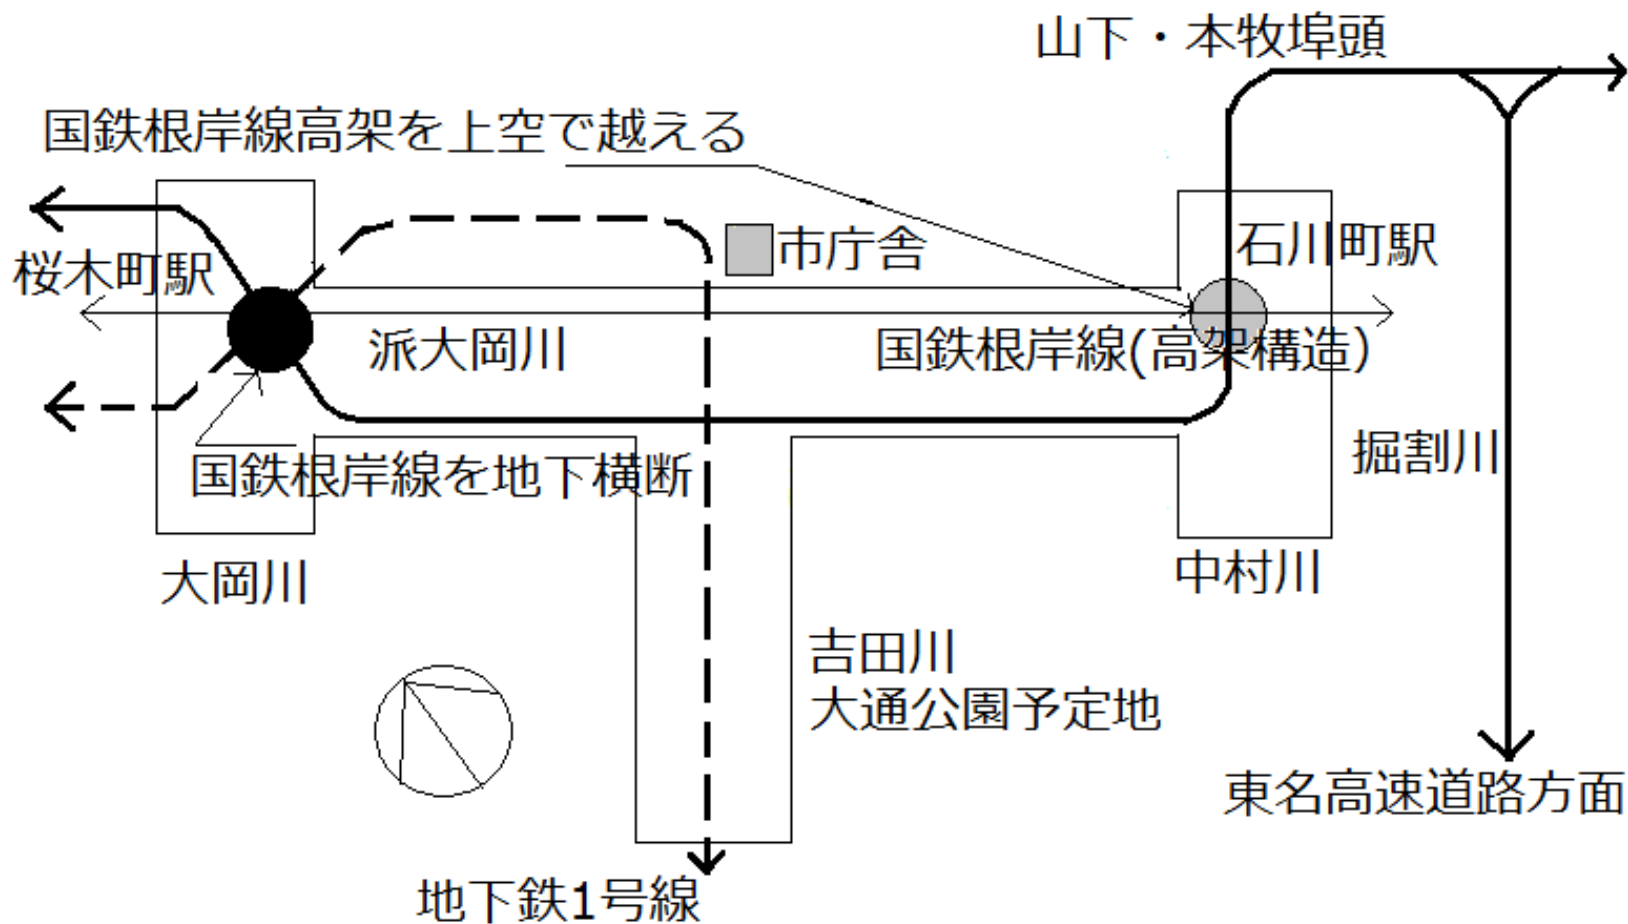 山下・本牧埠頭
国鉄根岸線高架を上空で越える
市庁舎
石川町駅
桜木町駅
派大岡川
国鉄根岸線(高架構造)
掘割川
国鉄根岸線を地下横断
大岡川
中村川
吉田川
大通公園予定地
東名高速道路方面
地下鉄1号線